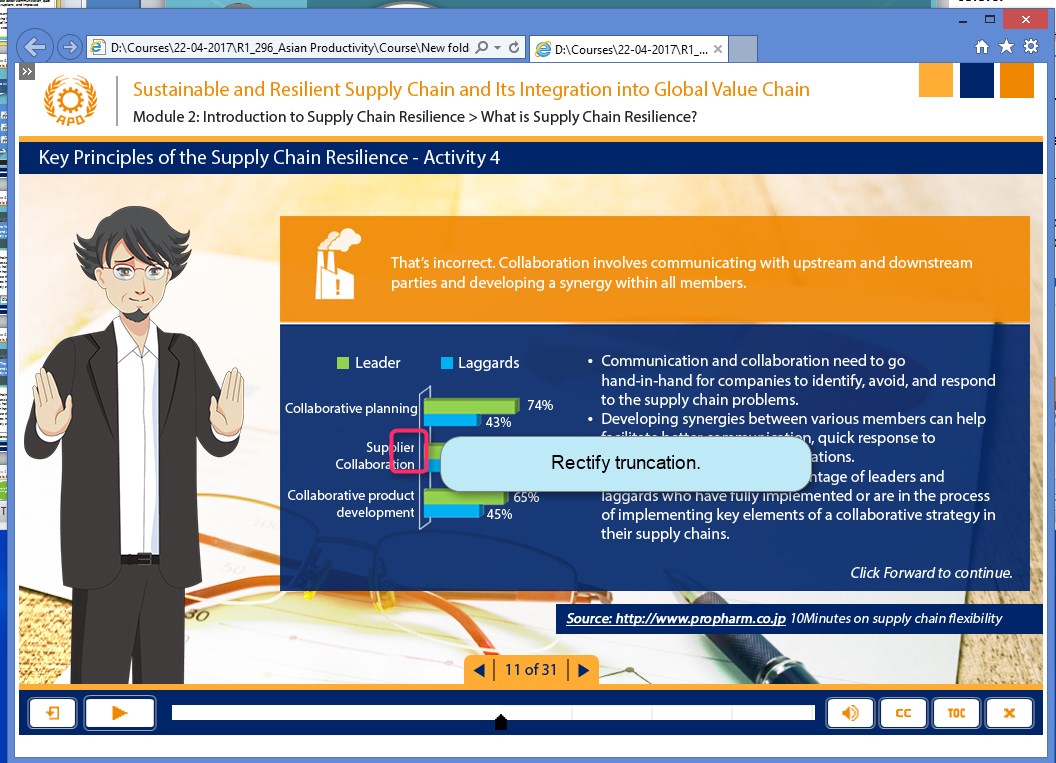 D:\Courses\22-04-2017\R1_296_Asian Productivity\Course\New fold
D:\Courses\22-04-2017\R1_...
APO
Sustainable and Resilient Supply Chain and Its Integration into Global Value Chain
Module 2: Introduction to Supply Chain Resilience > What is Supply Chain Resilience?
Key Principles of the Supply Chain Resilience - Activity 4
That's incorrect. Collaboration involves communicating with upstream and downstream
parties and developing a synergy within all members.
Leader
Laggards
Collaborative planning
74%
43%
Supplier
Collaboration
Collaborative product
development
65%
45%
• Communication and collaboration need to go
hand-in-hand for companies to identify, avoid, and respond
to the supply chain problems.
• Developing synergies between various members can help
quick response to
Rectify truncation.
of leaders and
laggards who have fully implemented or are in the process
of implementing key elements of a collaborative strategy in
their supply chains.
Click Forward to continue.
Source: http://www.propharm.co.jp 10Minutes on supply chain flexibility
11 of 31
CC
TOC